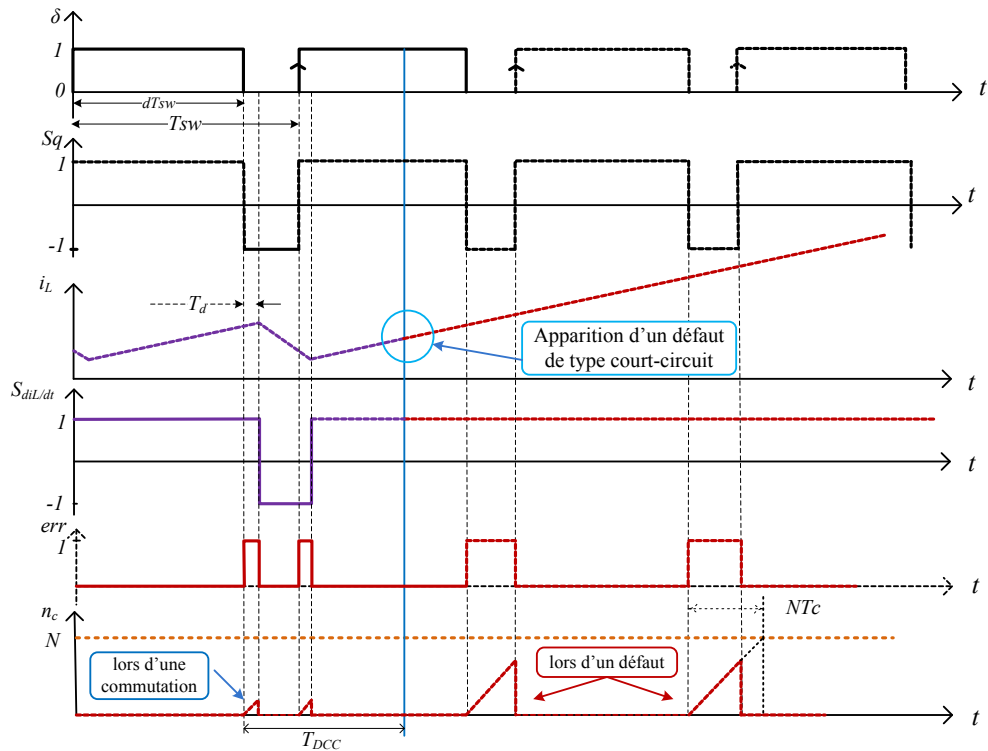 δ
1
0
t
dTsw
Tsw
Sq
1
-1
t
iL
Td
Apparition d'un défaut
de type court-circuit
t
SdiL/dt
1
-1
t
err
1
t
nc
N
NTc
lors d'une
commutation
lors d'un défaut
t
TDCC